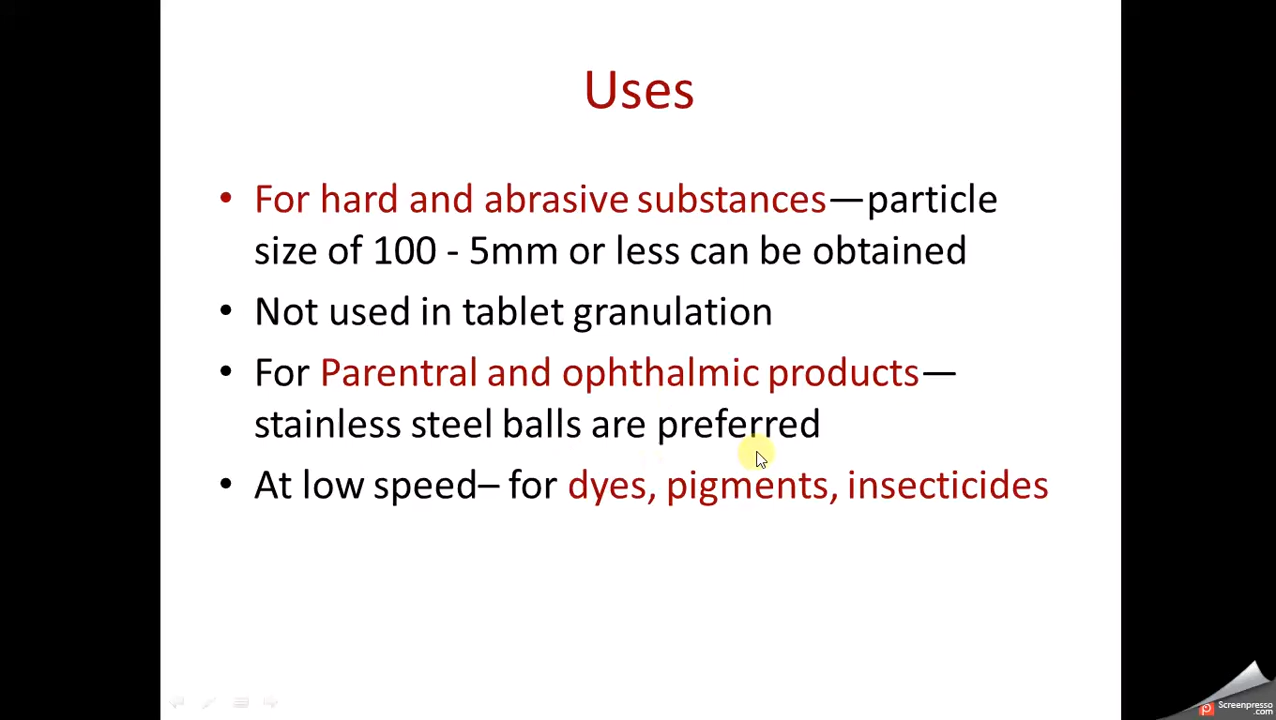 Uses
• For hard and abrasive substances—particle
size of 100 - 5mm or less can be obtained
• Not used in tablet granulation
• For Parentral and ophthalmic products—
stainless steel balls are preferred
• At low speed– for dyes, pigments, insecticides
Screenpresso
.com